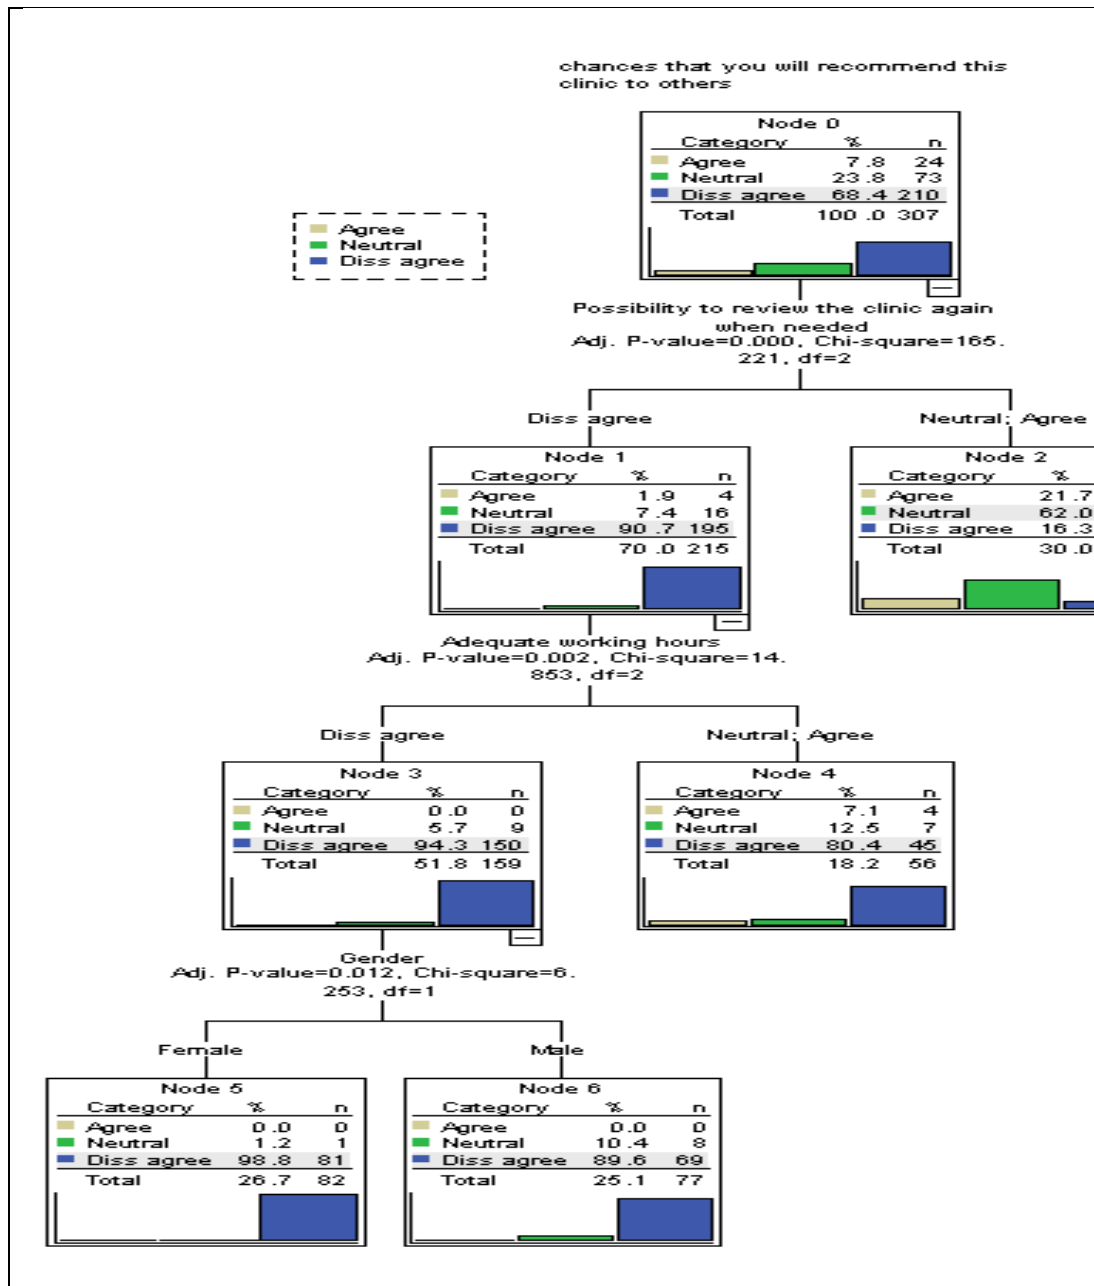 chances that you will recommend this
clinic to others
Node 0
Category % n
Agree 7.8 24
Neutral 23.8 73
Diss agree 68.4 210
Total 100.0 307
Agree
Neutral
Diss agree
Possibility to review the clinic again
when needed
Adj. P-value=0.000, Chi-square=165.
221, df=2
Diss agree
Neutral; Agree
Node 1
Category % n
Agree 1.9 4
Neutral 7.4 16
Diss agree 90.7 195
Total 70.0 215
Node 2
Category %
Agree 21.7
Neutral 62.0
Diss agree 16.3
Total 30.0
Adequate working hours
Adj. P-value=0.002, Chi-square=14.
853, df=2
Diss agree
Neutral; Agree
Node 3
Category % n
Agree 0.0 0
Neutral 5.7 9
Diss agree 94.3 150
Total 51.8 159
Node 4
Category % n
Agree 7.1 4
Neutral 12.5 7
Diss agree 80.4 45
Total 18.2 56
Gender
Adj. P-value=0.012, Chi-square=6.
253, df=1
Female
Male
Node 5
Category % n
Agree 0.0 0
Neutral 1.2 1
Diss agree 98.8 81
Total 26.7 82
Node 6
Category % n
Agree 0.0 0
Neutral 10.4 8
Diss agree 89.6 69
Total 25.1 77